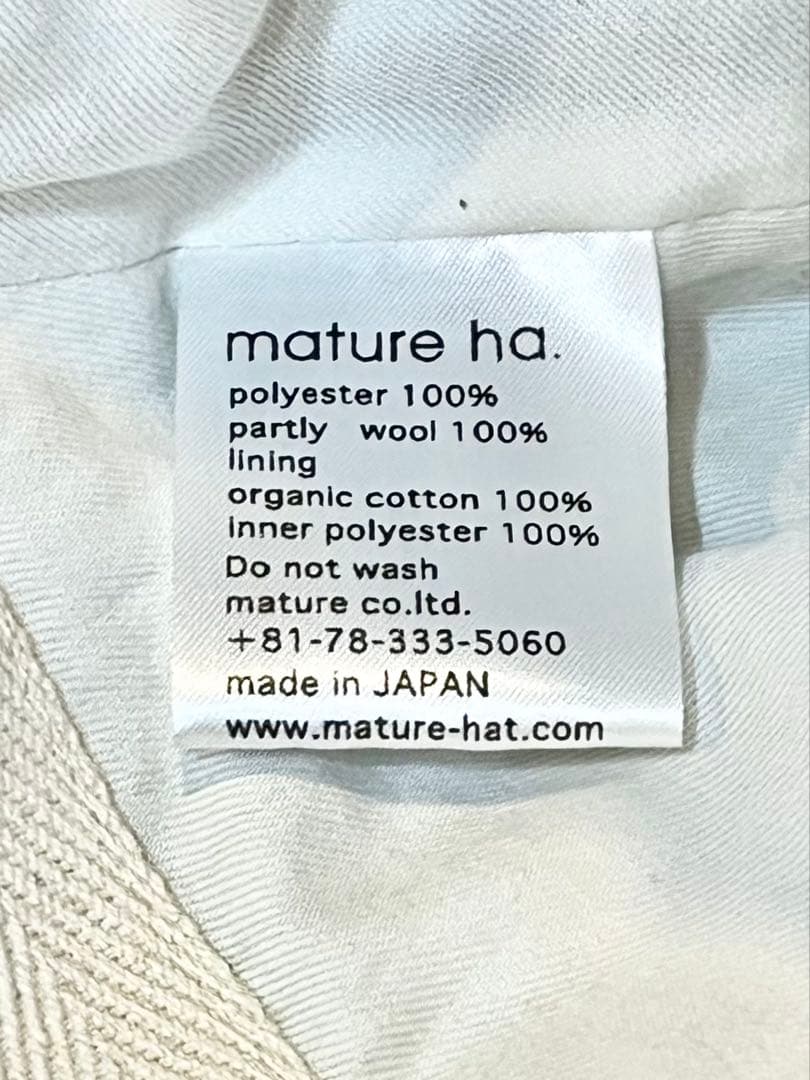 mature ha.
polyester 100%
partly wool 100%
lining
organic cotton 100%
inner polyester 100%
Do not wash
mature co.ltd.
+81-78-333-5060
made in JAPAN
www.mature-hat.com